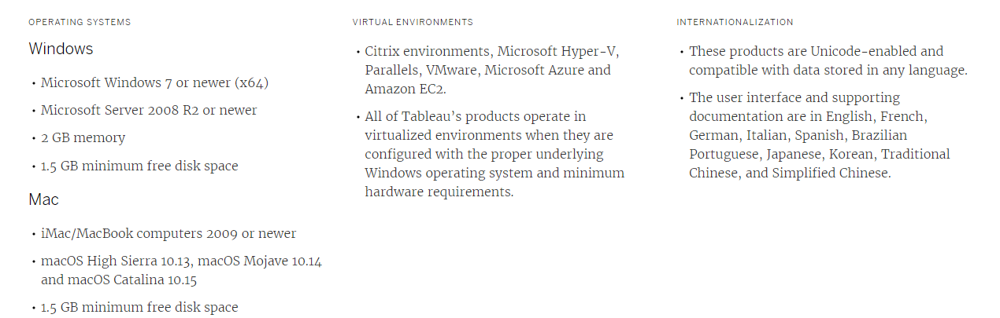 OPERATING SYSTEMS
Windows
• Microsoft Windows 7 or newer (x64)
• Microsoft Server 2008 R2 or newer
• 2 GB memory
• 1.5 GB minimum free disk space
Mac
• iMac/MacBook computers 2009 or newer
• macOS High Sierra 10.13, macOS Mojave 10.14
and macOS Catalina 10.15
• 1.5 GB minimum free disk space
VIRTUAL ENVIRONMENTS
• Citrix environments, Microsoft Hyper-V,
Parallels, VMware, Microsoft Azure and
Amazon EC2.
• All of Tableau’s products operate in
virtualized environments when they are
configured with the proper underlying
Windows operating system and minimum
hardware requirements.
INTERNATIONALIZATION
• These products are Unicode-enabled and
compatible with data stored in any language.
• The user interface and supporting
documentation are in English, French,
German, Italian, Spanish, Brazilian
Portuguese, Japanese, Korean, Traditional
Chinese, and Simplified Chinese.